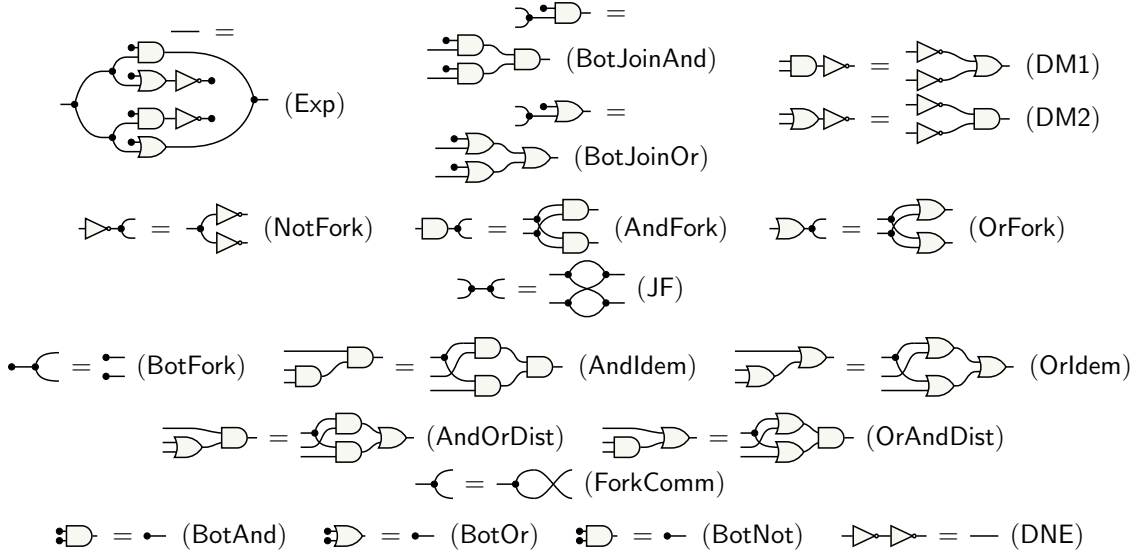 — =
(Exp)
=
(BotJoinAnd)
=
(BotJoinOr)
= (DM1)
= (DM2)
= (NotFork)
= (AndFork)
= (OrFork)
= (JF)
= (BotFork)
= (AndIdem)
= (OrIdem)
= (AndOrDist)
= (OrAndDist)
= (ForkComm)
= (BotAnd)
= (BotOr)
= (BotNot)
= — (DNE)